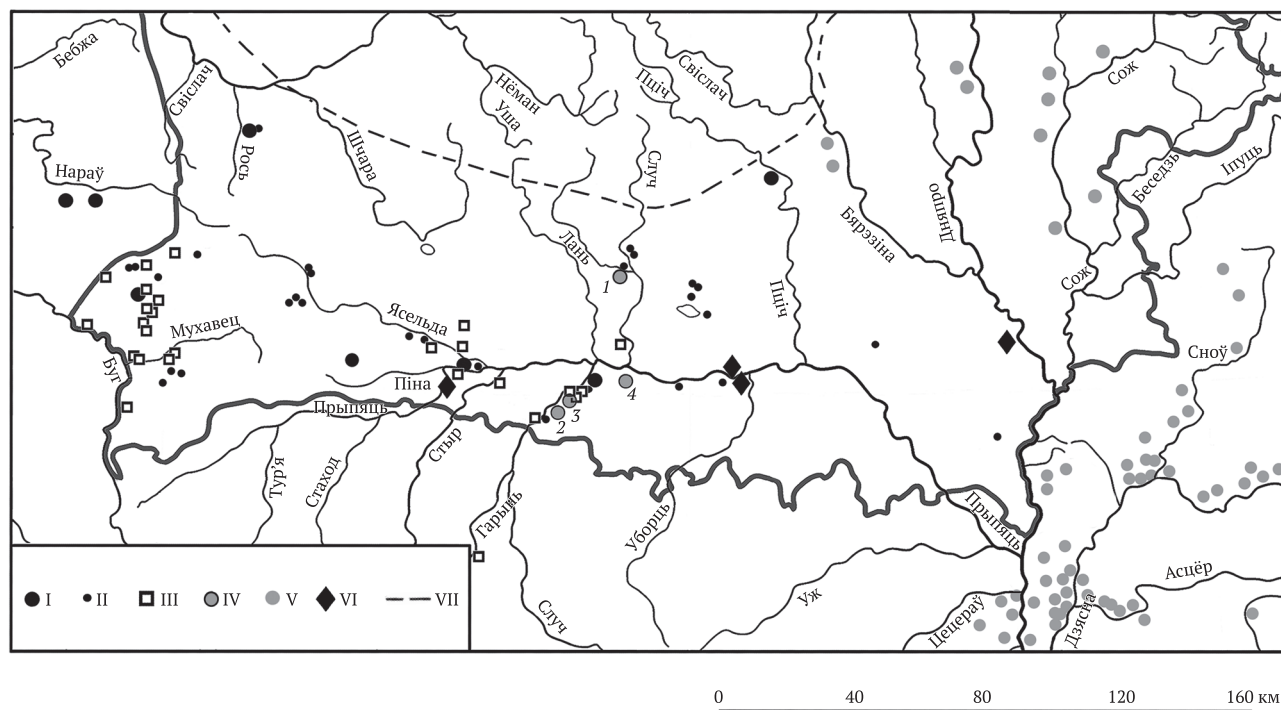 Бебжа
Свіслач
Нёман
Уша
Пціч
Свіслач
Сож
Нараў
Рось
Шчара
Случ
Беседзь
Іпуць
Лань
Бярэзіна
Дняпро
Сож
1
Пціч
Мухавец
Ясельда
Сноў
Буг
Піна
4
3
2
Прыпяць
Стыр
Тур’я
Стаход
Гарынь
Уборць
Прыпяць
Асцёр
Уж
Дзясна
Цецераў
Случ
I II III IV V VI VII
0 40 80 120 160 км